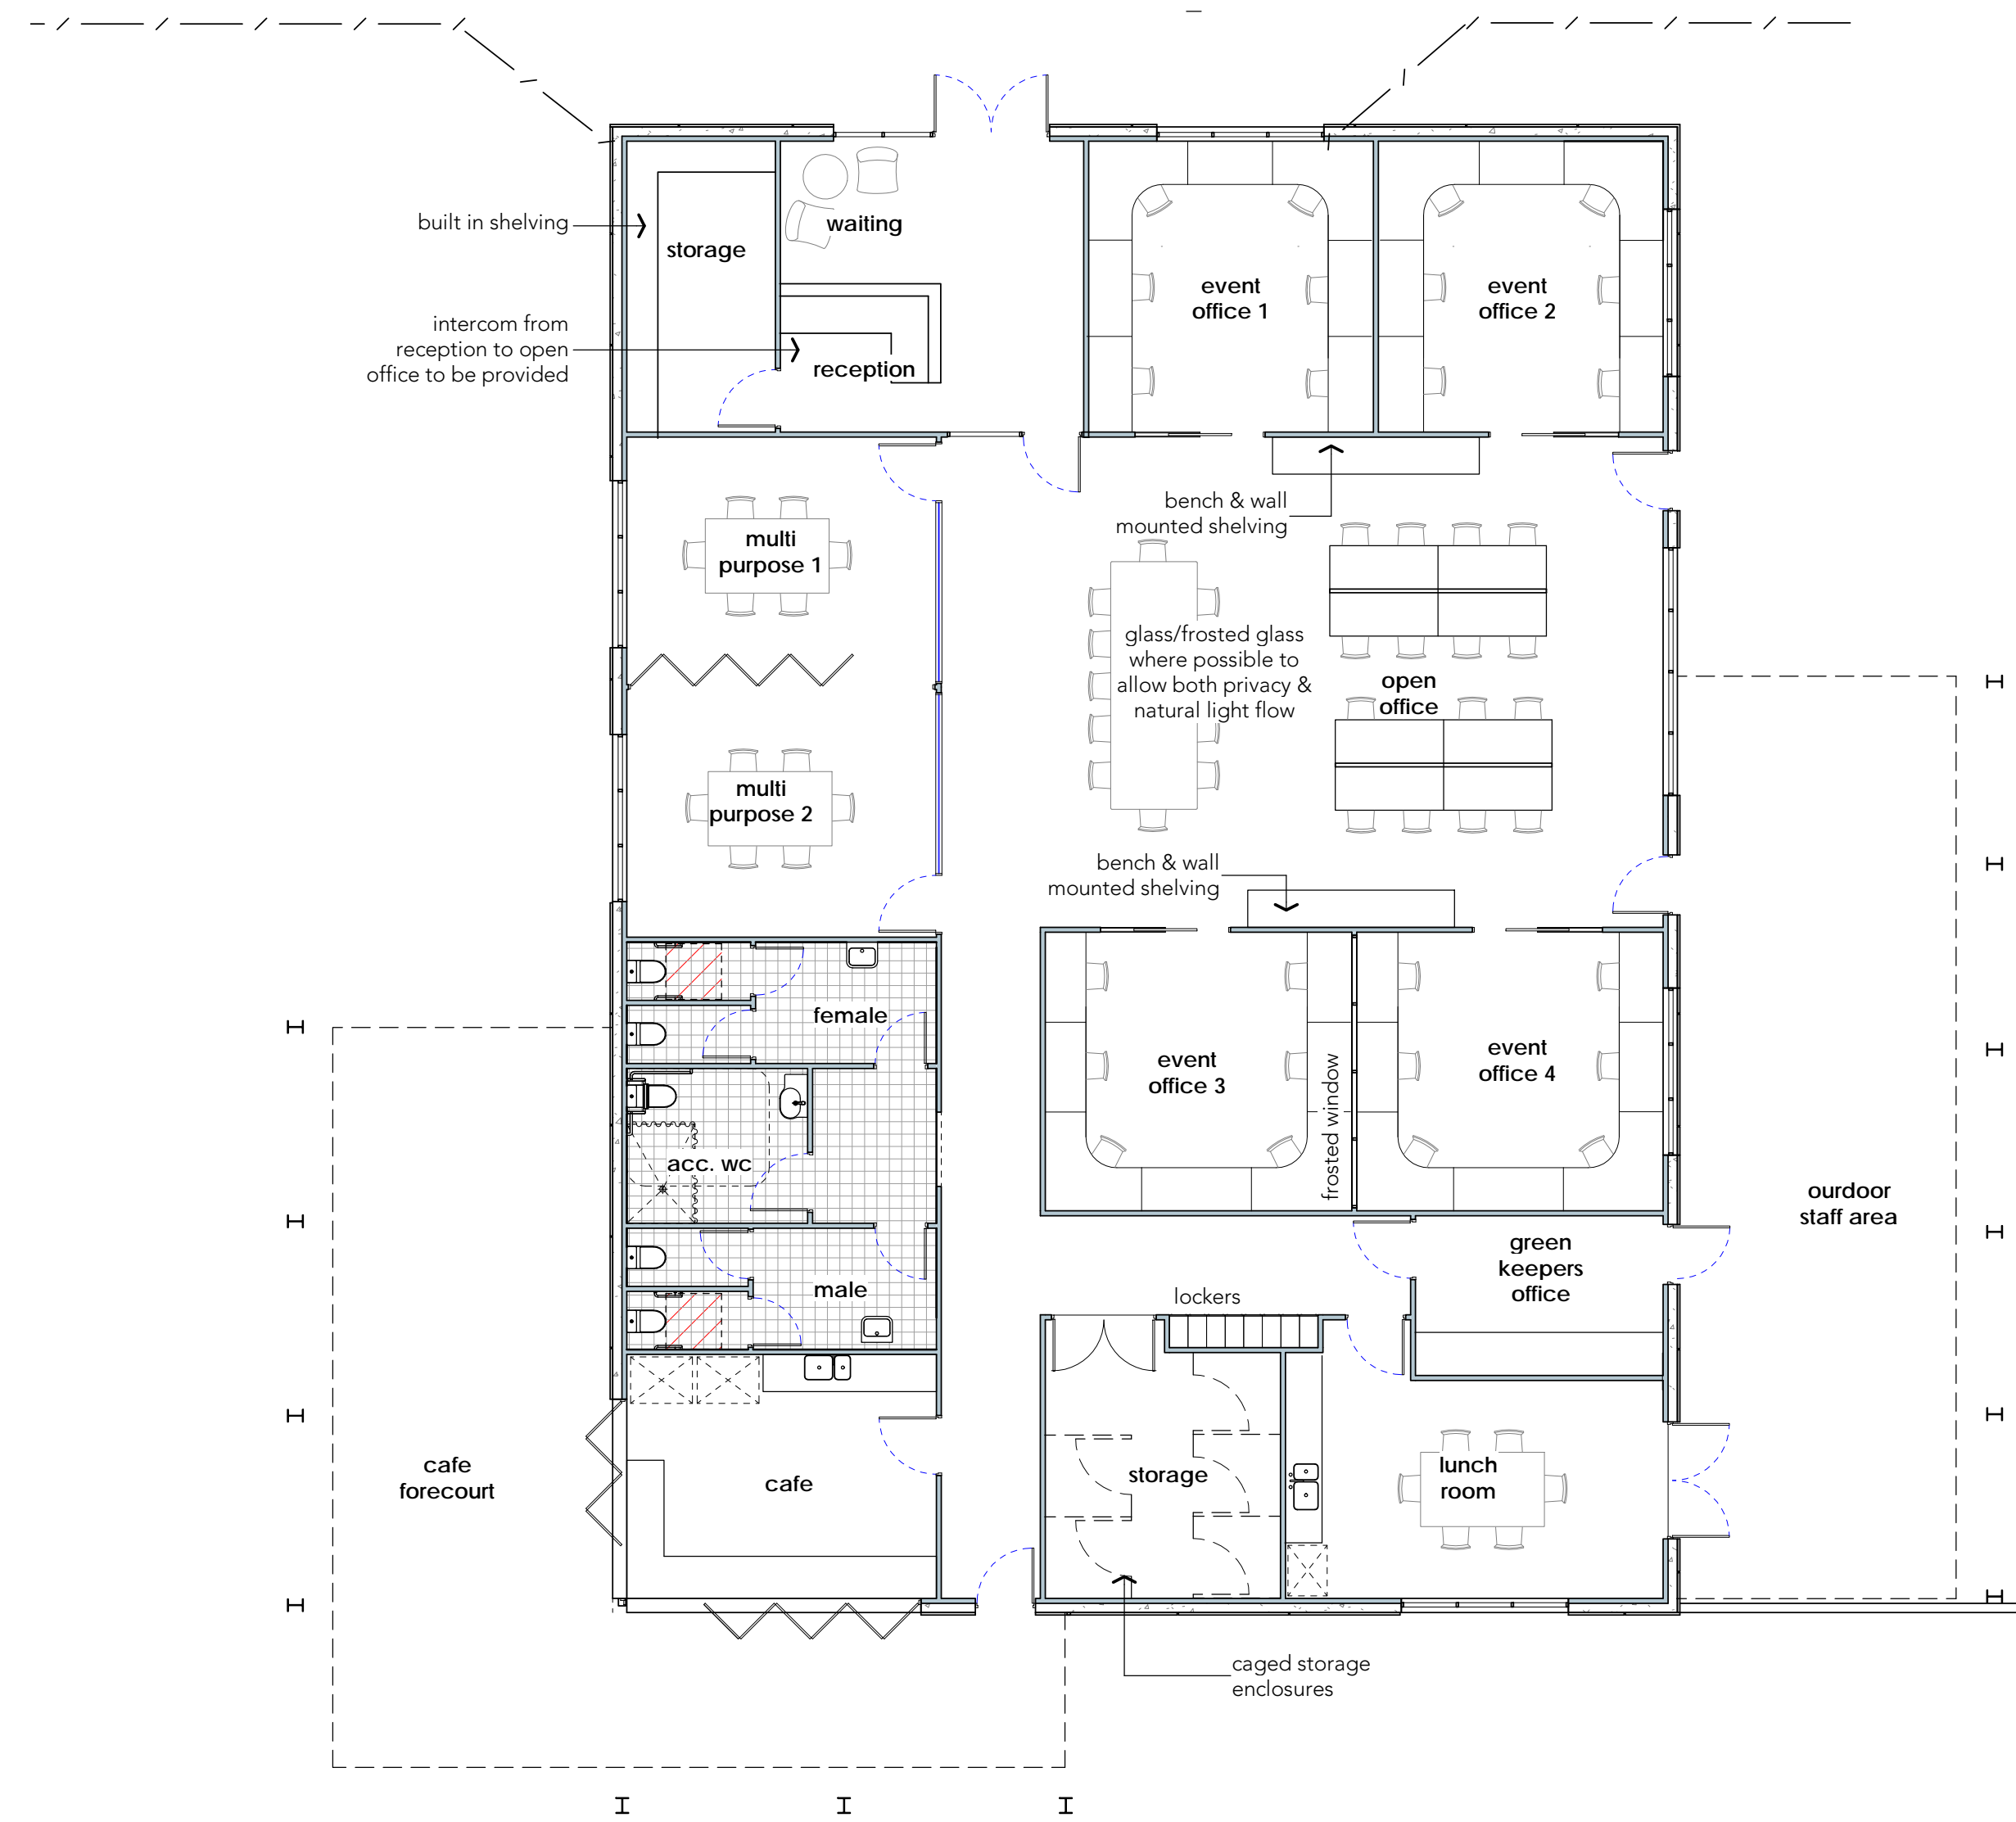 built in shelving
storage
waiting
intercom from
reception to open
office to be provided
reception
event
office 1
event
office 2
bench & wall
mounted shelving
multi
purpose 1
glass/frosted glass
where possible to
allow both privacy &
natural light flow
open
office
multi
purpose 2
bench & wall
mounted shelving
female
event
office 3
frosted window
event
office 4
acc. wc
ourdoor
staff area
male
lockers
green
keepers
office
cafe
forecourt
cafe
storage
lunch
room
caged storage
enclosures